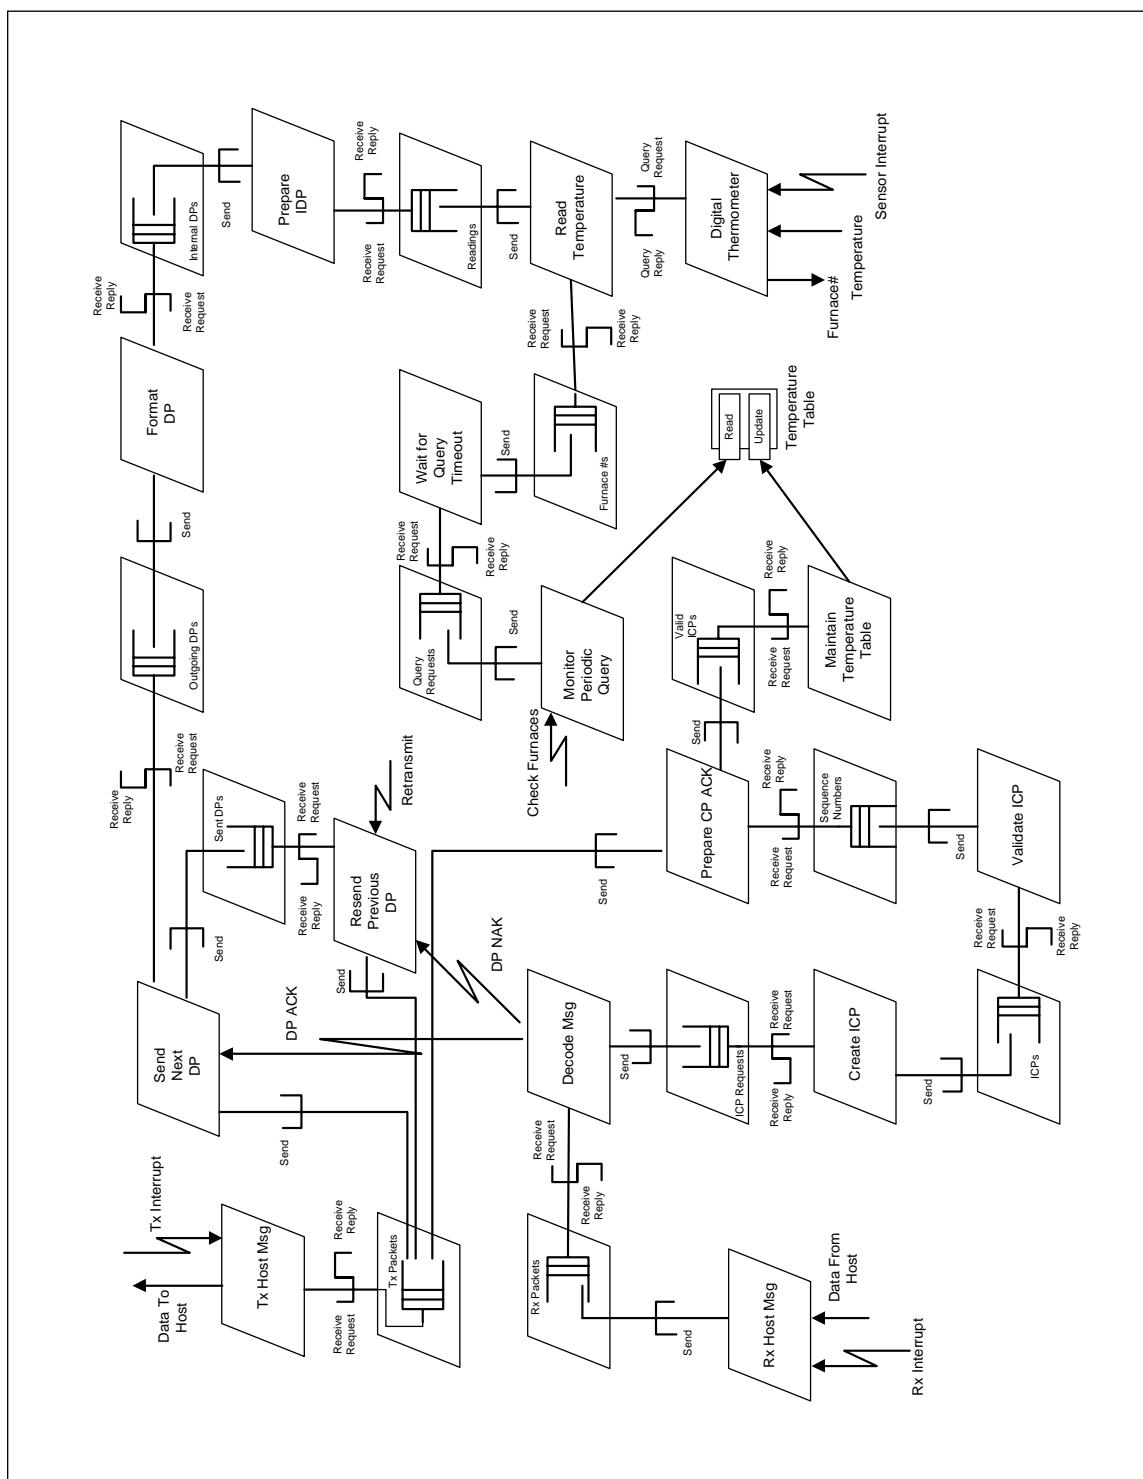 Data To
Host
Tx Interrupt
Tx Host Msg
Receive
Request
Receive
Reply
Tx Packets
Send
Next
DP
Send
Send
DP ACK
Receive
Reply
Receive
Request
Outgoing DPs
Send
Format
DP
Receive
Reply
Receive
Request
Internal DPs
Send
Prepare
IDP
Receive
Request
Receive
Reply
Readings
Send
Read
Temperature
Query
Reply
Query
Request
Digital
Thermometer
Furnace#
Temperature
Sensor Interrupt
Sent DPs
Receive
Reply
Receive
Request
Resend
Previous
DP
Send
Retransmit
DP NAK
Query
Requests
Receive
Request
Receive
Reply
Wait for
Query
Timeout
Send
Furnace #s
Receive
Request
Receive
Reply
Send
Monitor
Periodic
Query
Check Furnaces
Read
Update
Temperature
Table
Rx Packets
Receive
Request
Receive
Reply
Decode Msg
Send
Send
Rx Host Msg
Data From
Host
Rx Interrupt
ICP Requests
Receive
Reply
Receive
Request
Create ICP
Send
ICPs
Receive
Request
Receive
Reply
Validate ICP
Send
Sequence
Numbers
Receive
Request
Receive
Reply
Prepare CP ACK
Send
Send
Valid
ICPs
Receive
Request
Receive
Reply
Maintain
Temperature
Table